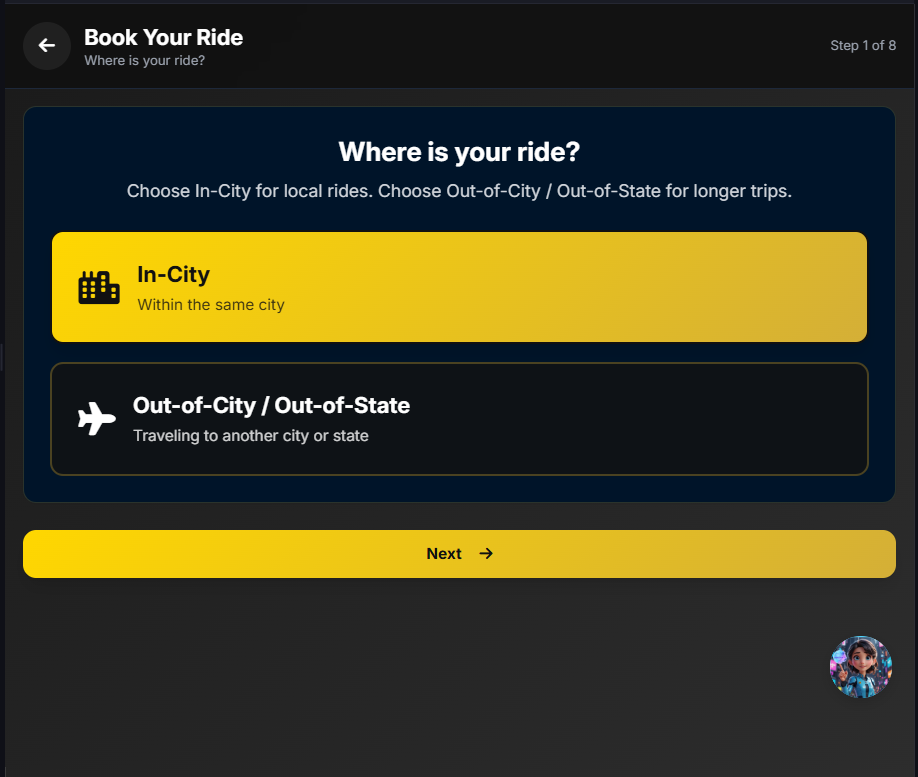 Book Your Ride
Where is your ride?
Step 1 of 8
Where is your ride?
Choose In-City for local rides. Choose Out-of-City / Out-of-State for longer trips.
In-City
Within the same city
Out-of-City / Out-of-State
Traveling to another city or state
Next